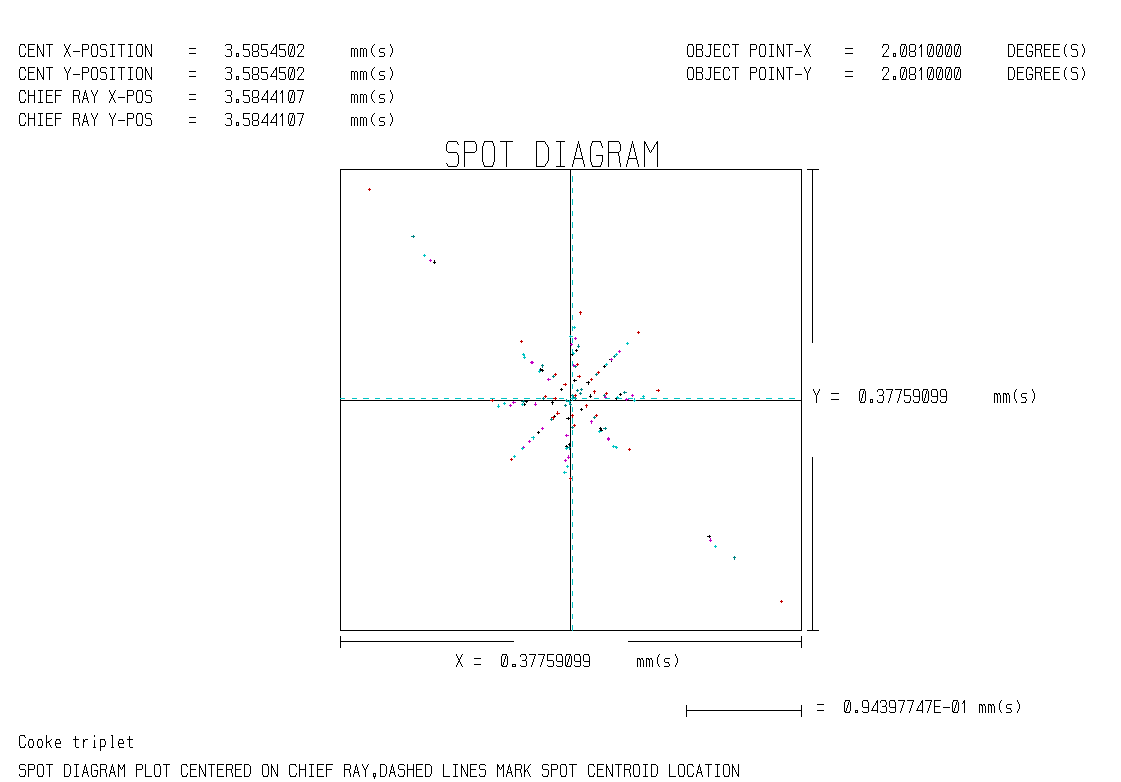 CENT X-POSITION = 3.5854502 mm(s) OBJECT POINT-X = 2.0810000 DEGREE(S)
CENT Y-POSITION = 3.5854502 mm(s) OBJECT POINT-Y = 2.0810000 DEGREE(S)
CHIEF RAY X-POS = 3.5844107 mm(s)
CHIEF RAY Y-POS = 3.5844107 mm(s)
SPOT DIAGRAM
Y = 0.37759099 mm(s)
X = 0.37759099 mm(s)
= 0.94397747E-01 mm(s)
Cooke triplet
SPOT DIAGRAM PLOT CENTERED ON CHIEF RAY,DASHED LINES MARK SPOT CENTROID LOCATION